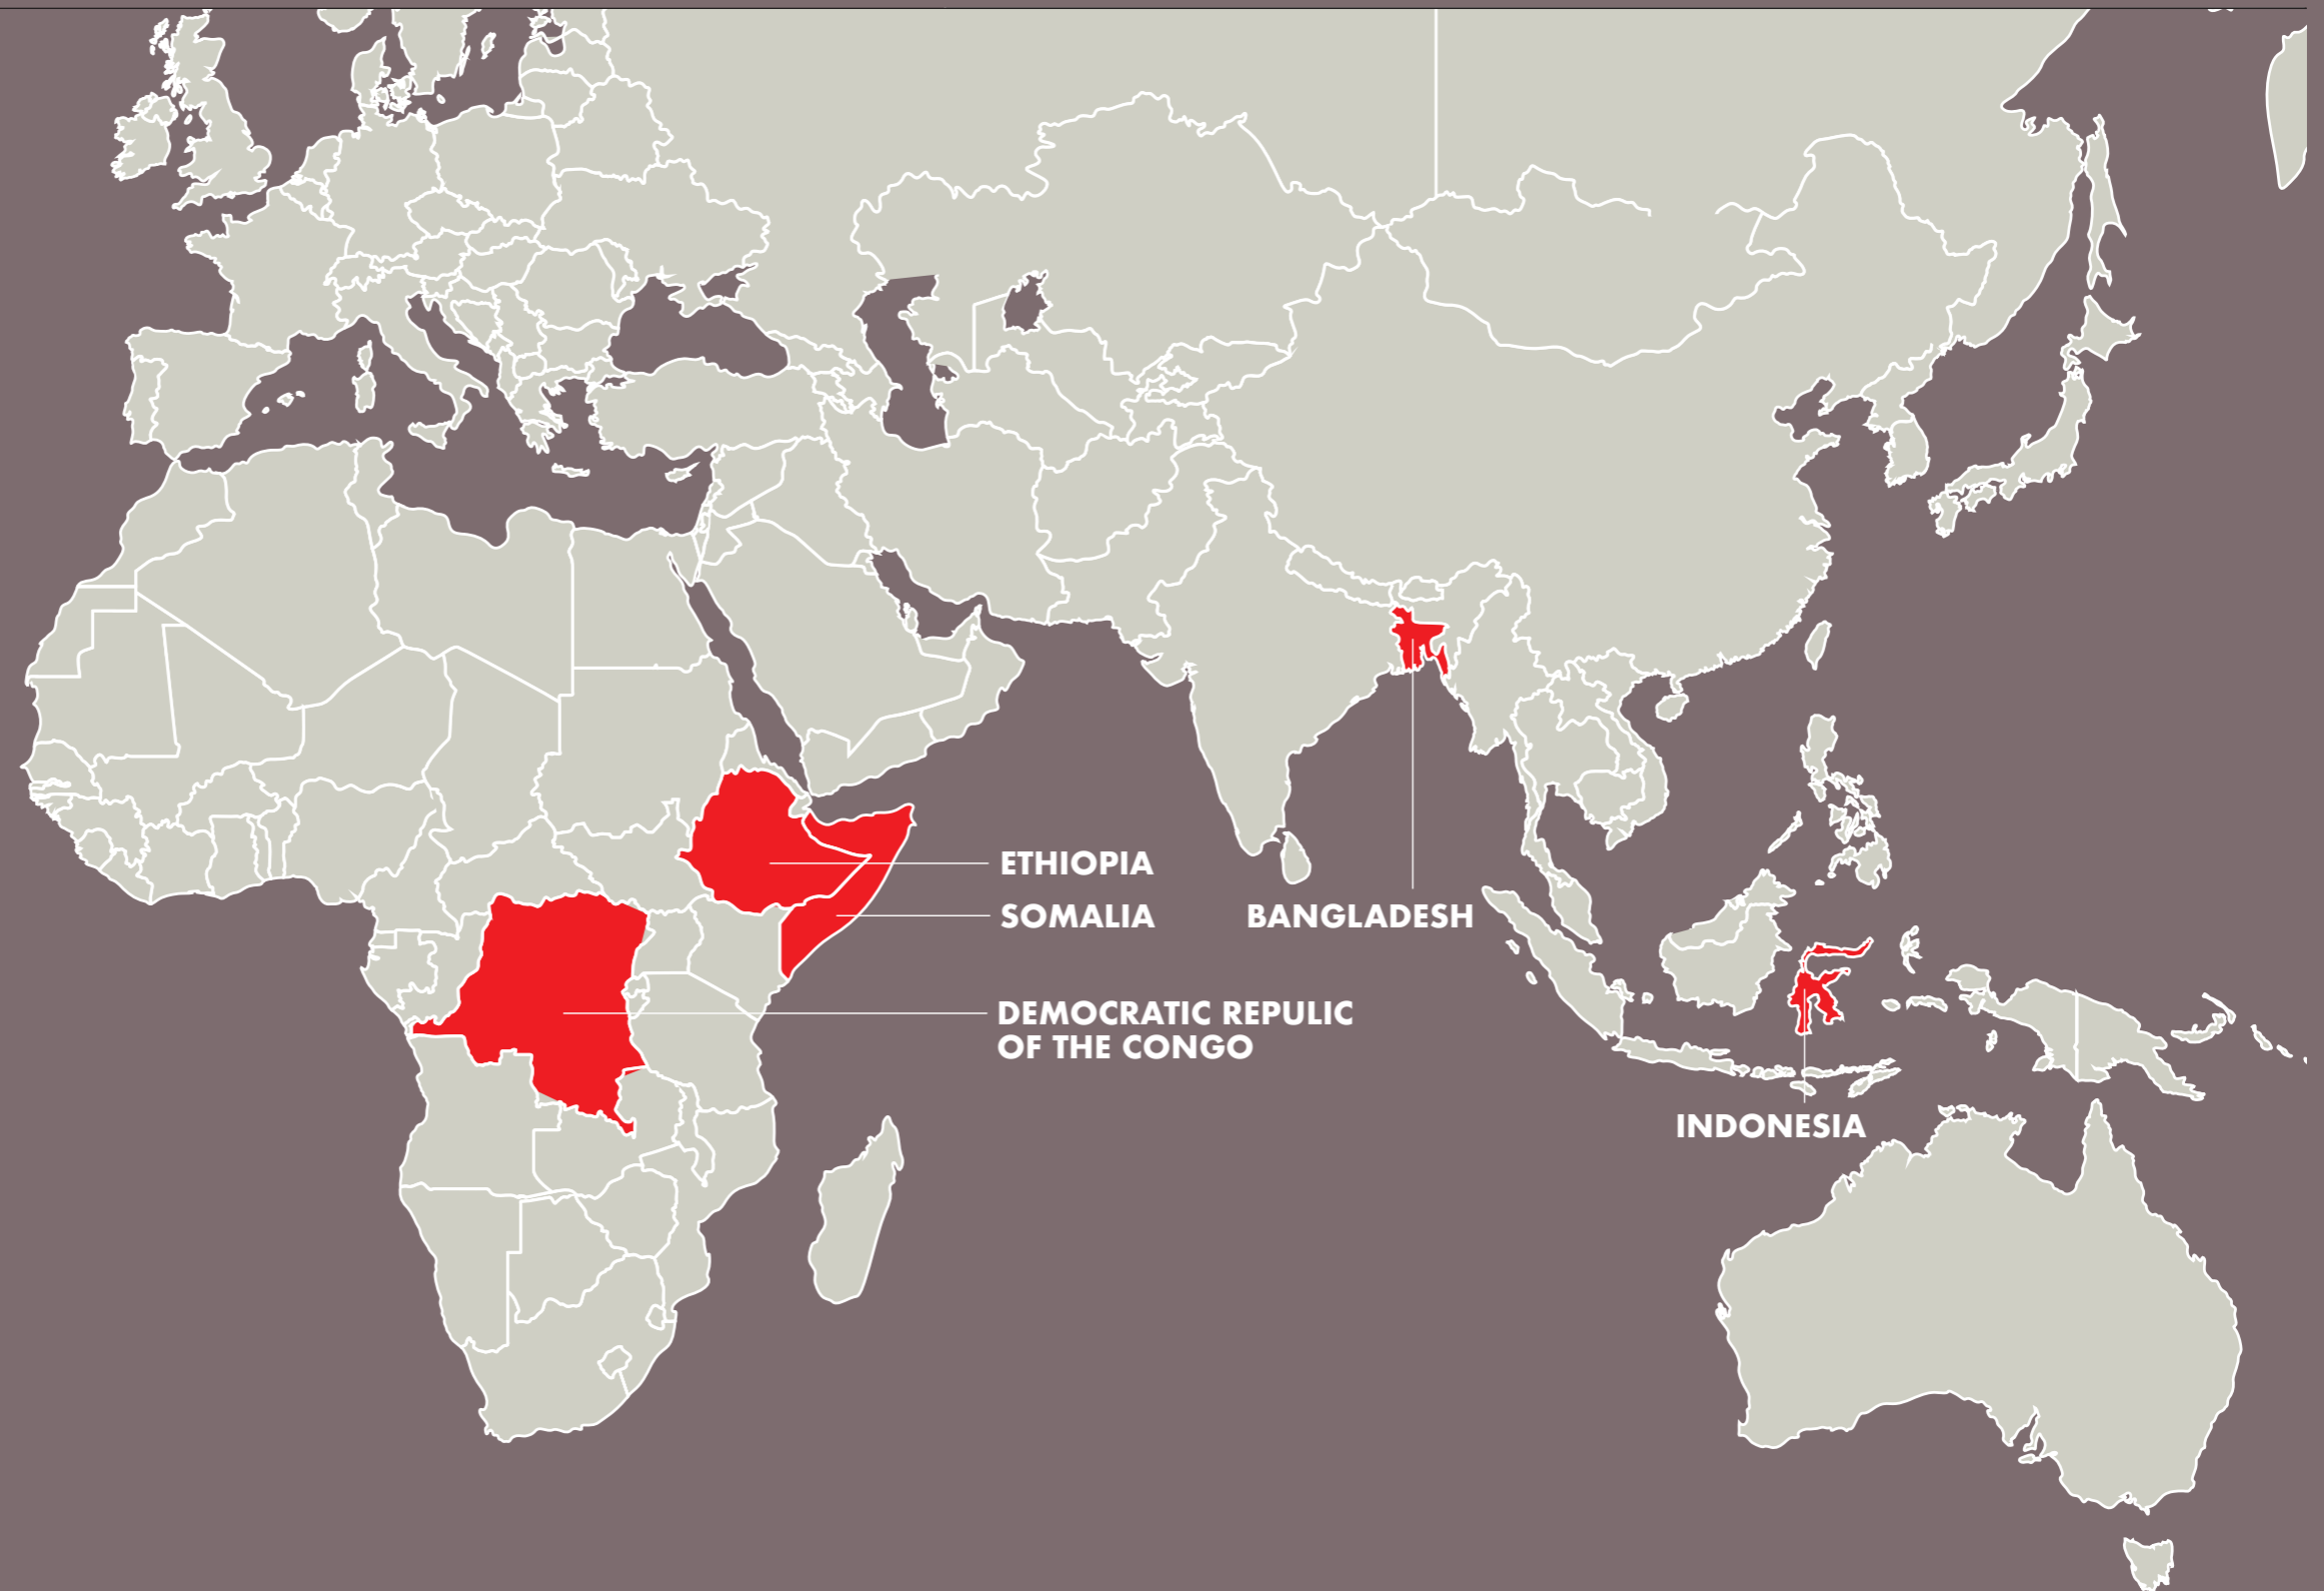 ETHIOPIA
SOMALIA
BANGLADESH
DEMOCRATIC REPULIC
OF THE CONGO
INDONESIA